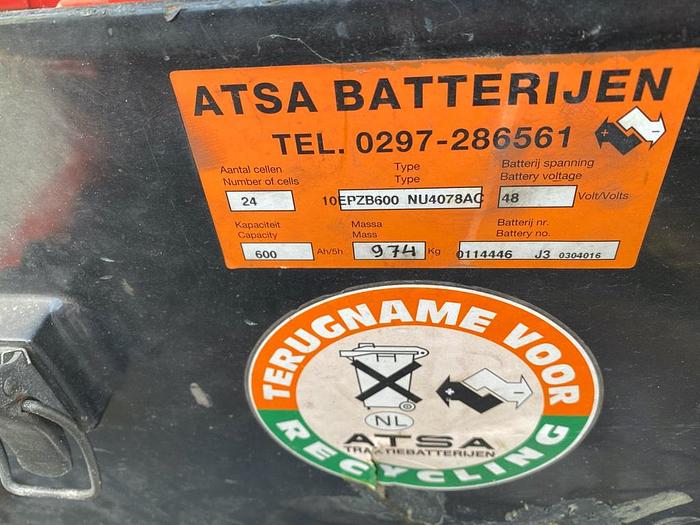 ATSA BATTERIJEN
TEL. 0297-286561
Aantal cellen Type Batterij spanning
Number of cells Type Battery voltage
24 10EPZB600 NU4078AC 48 Volt/Volts
Kapaciteit Massa Batterij nr.
Capacity Mass Battery no.
600 Ah/5h 974 Kg 0114446 J3 0304016
TERUGNAME VOOR
NL
ATSA
TRAKTIEBATTERIJEN
RECYCLING